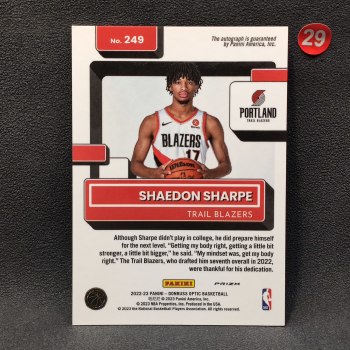 No. 249
The autograph is guaranteed
by Panini America, Inc.
29
BLAZERS
17
PORTLAND
TRAIL BLAZERS
SHAEDON SHARPE
TRAIL BLAZERS
Although Sharpe didn't play in college, he did prepare himself
for the next level. "Getting my body right, getting a little bit
stronger, a little bit bigger," he said. "My mindset was, get my body
right." The Trail Blazers, who drafted him seventh overall in 2022,
were thankful for his dedication.
PANINI
PRIZM
NBA
2022-23 PANINI - DONRUSS OPTIC BASKETBALL
© 2023 Panini America, Inc.
© 2023 NBA Properties, Inc. Produced in the USA.
© 2023 the National Basketball Players Association. All rights reserved.